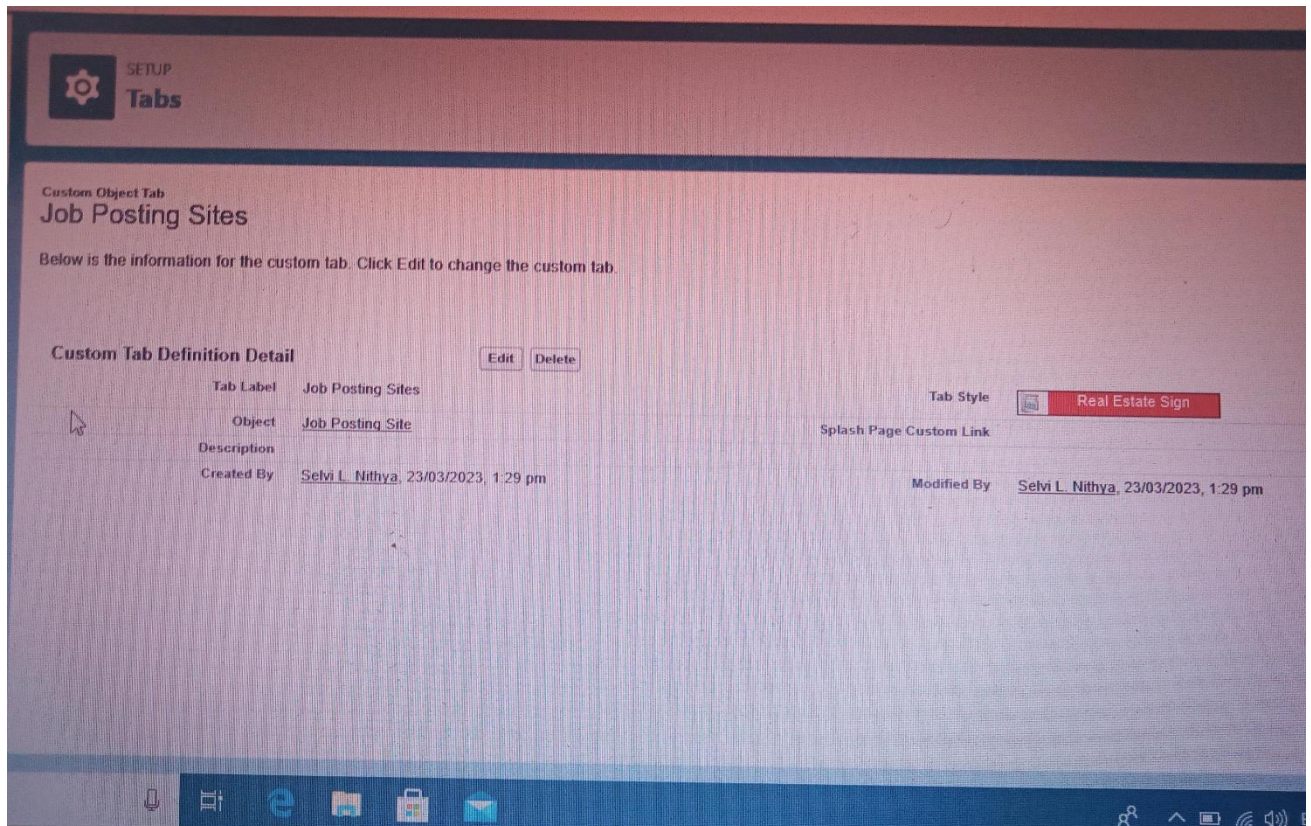 SETUP
Tabs
Custom Object Tab
Job Posting Sites
Below is the information for the custom tab. Click Edit to change the custom tab.
Custom Tab Definition Detail Edit Delete
Tab Label Job Posting Sites Tab Style Real Estate Sign
Object Job Posting Site Splash Page Custom Link
Description
Created By Selvi L. Nithya, 23/03/2023, 1:29 pm Modified By Selvi L. Nithya, 23/03/2023, 1:29 pm